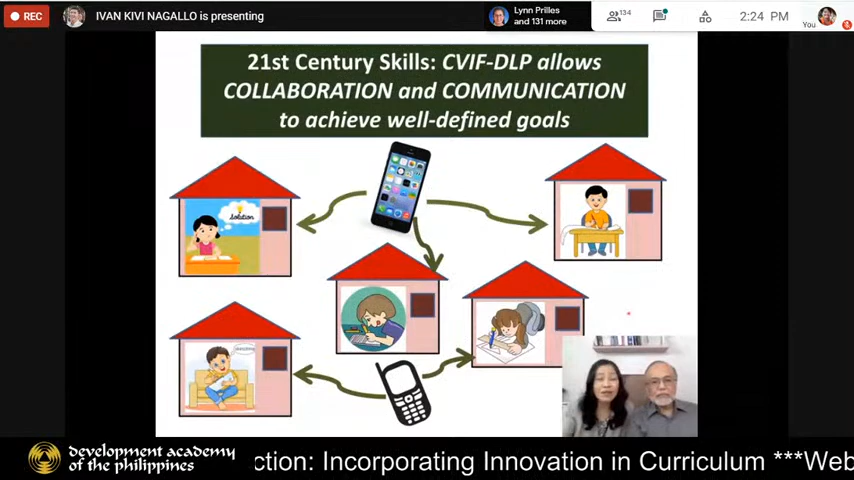 REC
IVAN KIVI NAGALLO is presenting
Lynn Prilles
and 131 more
134
2:24 PM
You
21st Century Skills: CVIF-DLP allows
COLLABORATION and COMMUNICATION
to achieve well-defined goals
Solution
development academy
of the philippines
ction: Incorporating Innovation in Curriculum ***Web